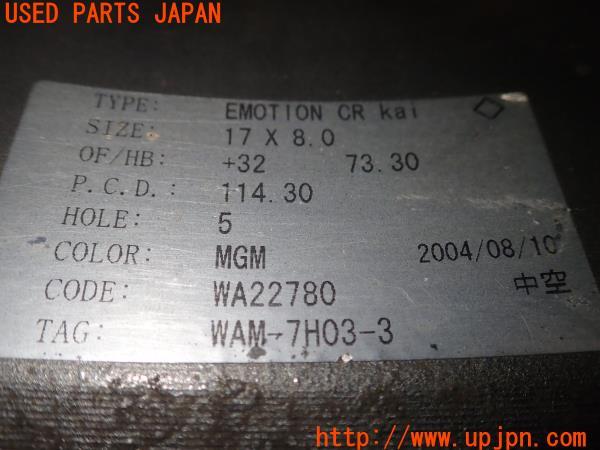 USED PARTS JAPAN
TYPE: EMOTION CR kai
SIZE: 17 X 8.0
OF/HB: +32 73.30
P.C.D.: 114.30
HOLE: 5
COLOR: MGM 2004/08/10
CODE: WA22780 中空
TAG: WAM-7H03-3
http://www.upjpn.com/